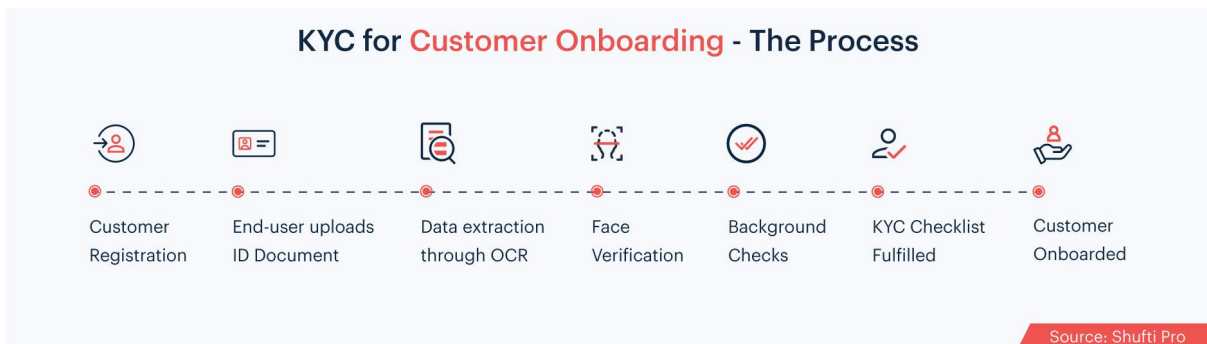 KYC for Customer Onboarding - The Process
Customer
Registration
End-user uploads
ID Document
Data extraction
through OCR
Face
Verification
Background
Checks
KYC Checklist
Fulfilled
Customer
Onboarded
Source: Shufti Pro